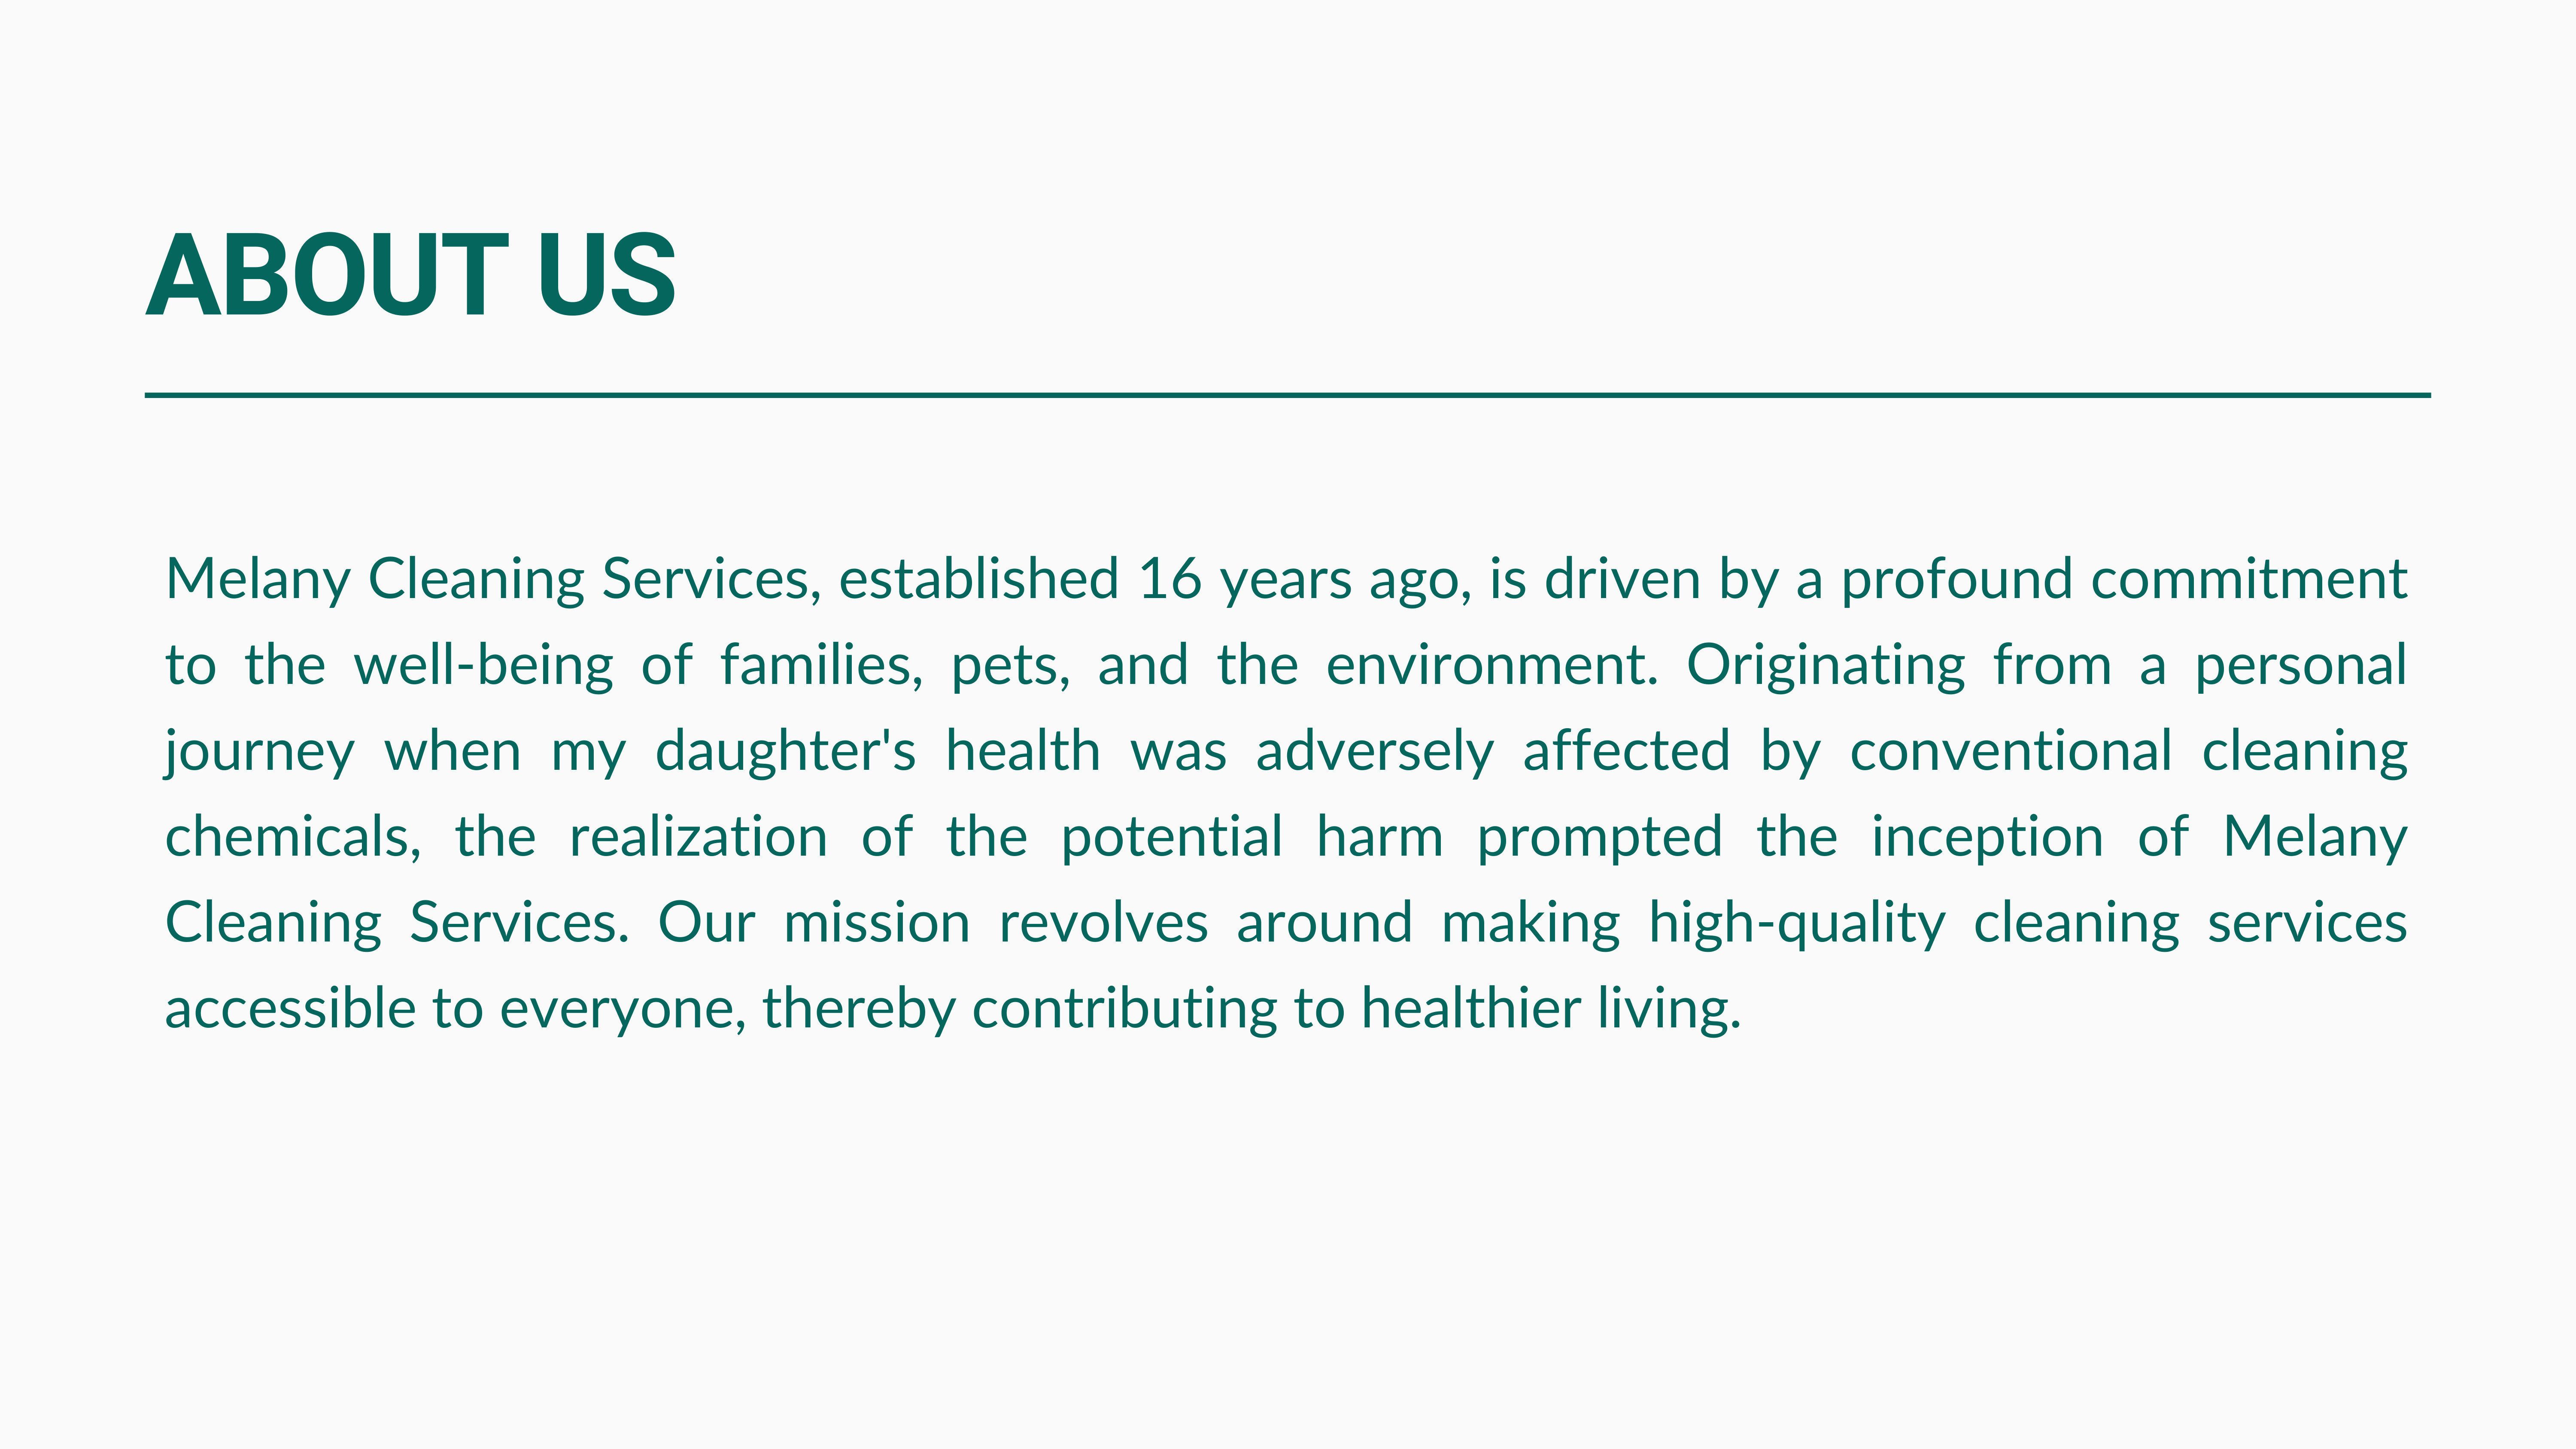 ABOUT US
Melany Cleaning Services, established 16 years ago, is driven by a profound commitment
to the well-being of families, pets, and the environment. Originating from a personal
journey when my daughter's health was adversely affected by conventional cleaning
chemicals, the realization of the potential harm prompted the inception of Melany
Cleaning Services. Our mission revolves around making high-quality cleaning services
accessible to everyone, thereby contributing to healthier living.